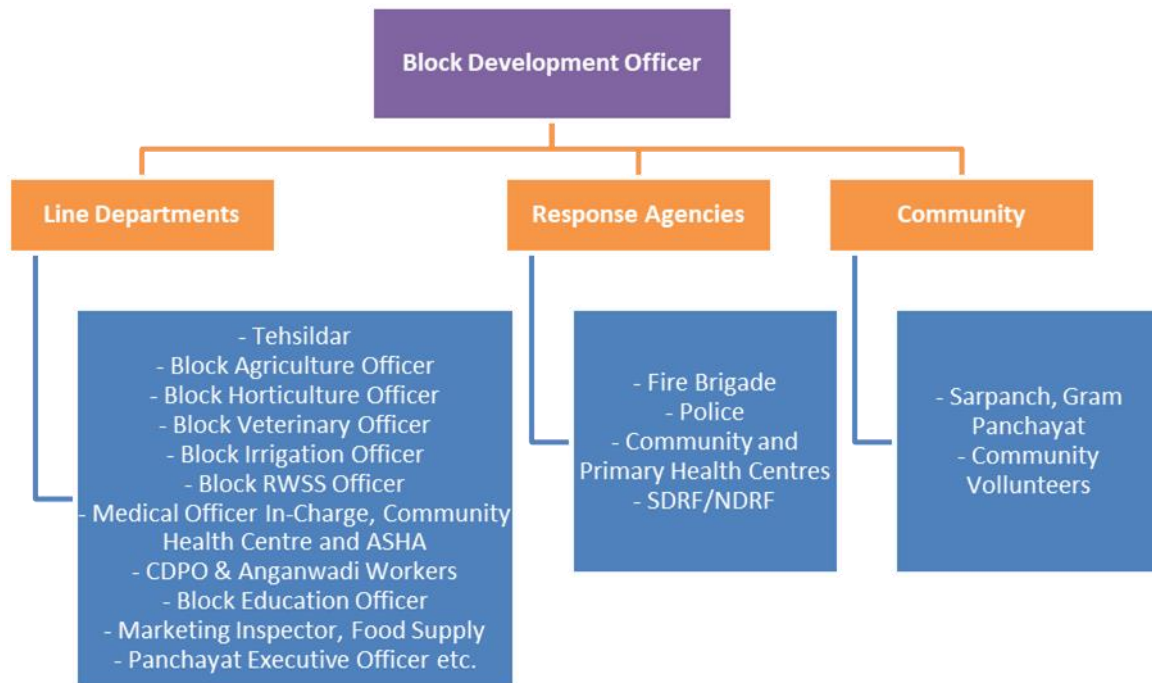 Block Development Officer
Line Departments
- Tehsildar
- Block Agriculture Officer
- Block Horticulture Officer
- Block Veterinary Officer
- Block Irrigation Officer
- Block RWSS Officer
- Medical Officer In-Charge, Community
Health Centre and ASHA
- CDPO & Anganwadi Workers
- Block Education Officer
- Marketing Inspector, Food Supply
- Panchayat Executive Officer etc.
Response Agencies
- Fire Brigade
- Police
- Community and
Primary Health Centres
- SDRF/NDRF
Community
- Sarpanch, Gram
Panchayat
- Community
Vollunteers